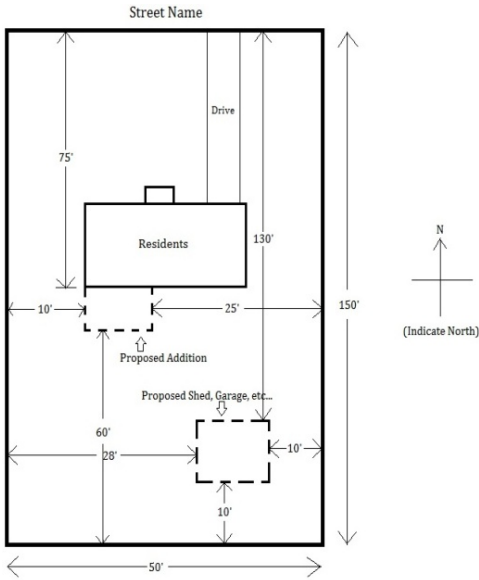 Street Name
Drive
75'
Residents
130'
N
10'
25'
150'
(Indicate North)
Proposed Addition
Proposed Shed, Garage, etc...
60'
28'
10'
10'
50'